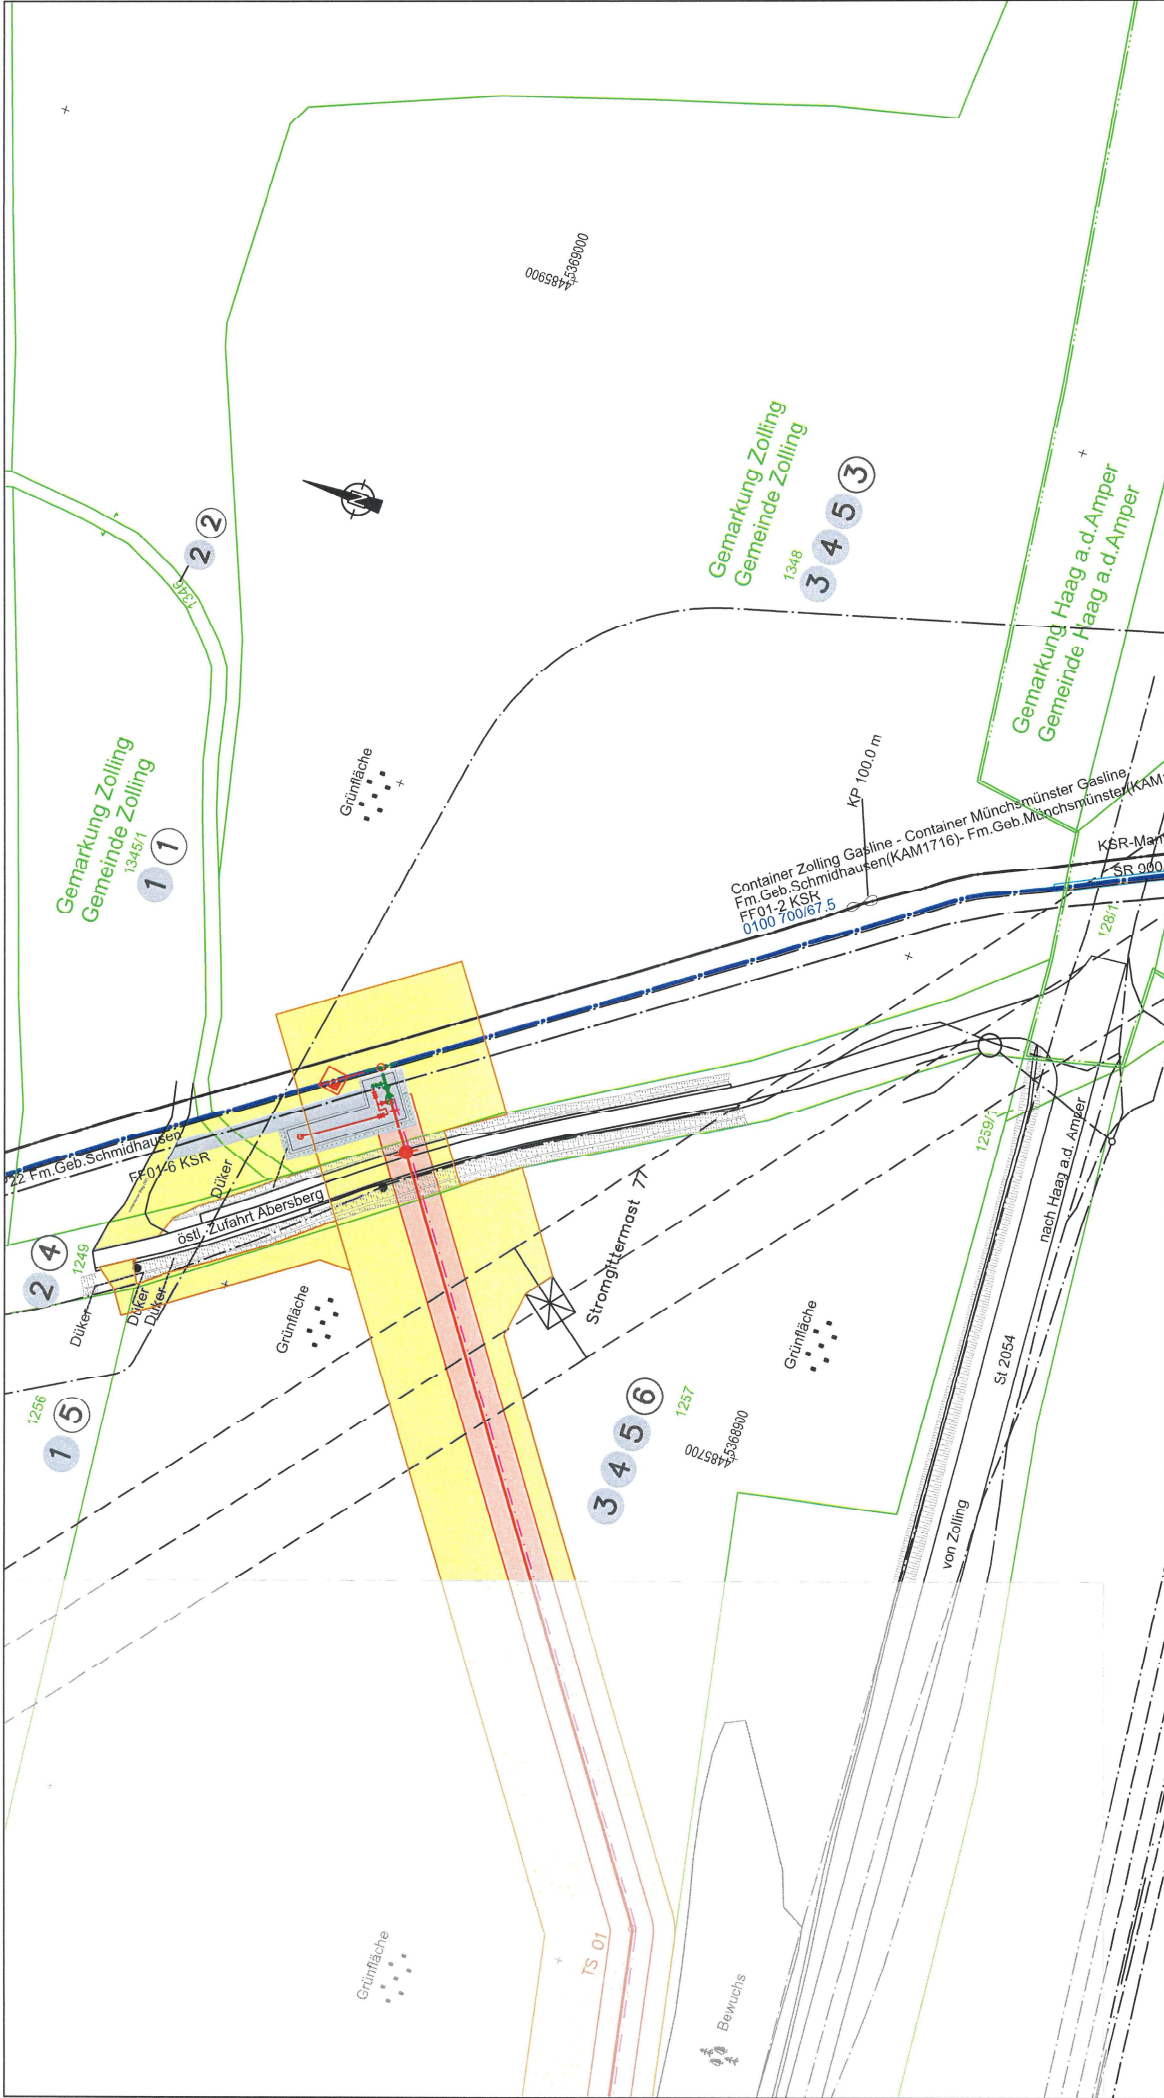 5369000
4485900
Gemarkung Zolling
Gemeinde Zolling
1348
3 4 5 3
1346
2 2
N
Gemarkung Haag a.d.Amper
Gemeinde Haag a.d.Amper
Gemarkung Zolling
Gemeinde Zolling
1345/1
1 1
Grünfläche
KP 100.0 m
Container Zolling Gasline - Container Münchsmünster Gasline
Fm.Geb.Schmidhausen(KAM1716)- Fm.Geb.Münchsmünster(KAM
FF01-2 KSR
0100 700/67.5
KSR-Man
SR 900
128/1
22 Fm.Geb.Schmidhausen
FF01-6 KSR
Düker
östl. Zufahrt Abersberg
1249
2 4
Düker
Düker
Düker
1256
1 5
Grünfläche
Stromgittermast 77
3 4 5 6
1257
5368900
4485700
Grünfläche
1259/
nach Haag a.d. Amper
St 2054
von Zolling
Grünfläche
TS 01
Bewuchs